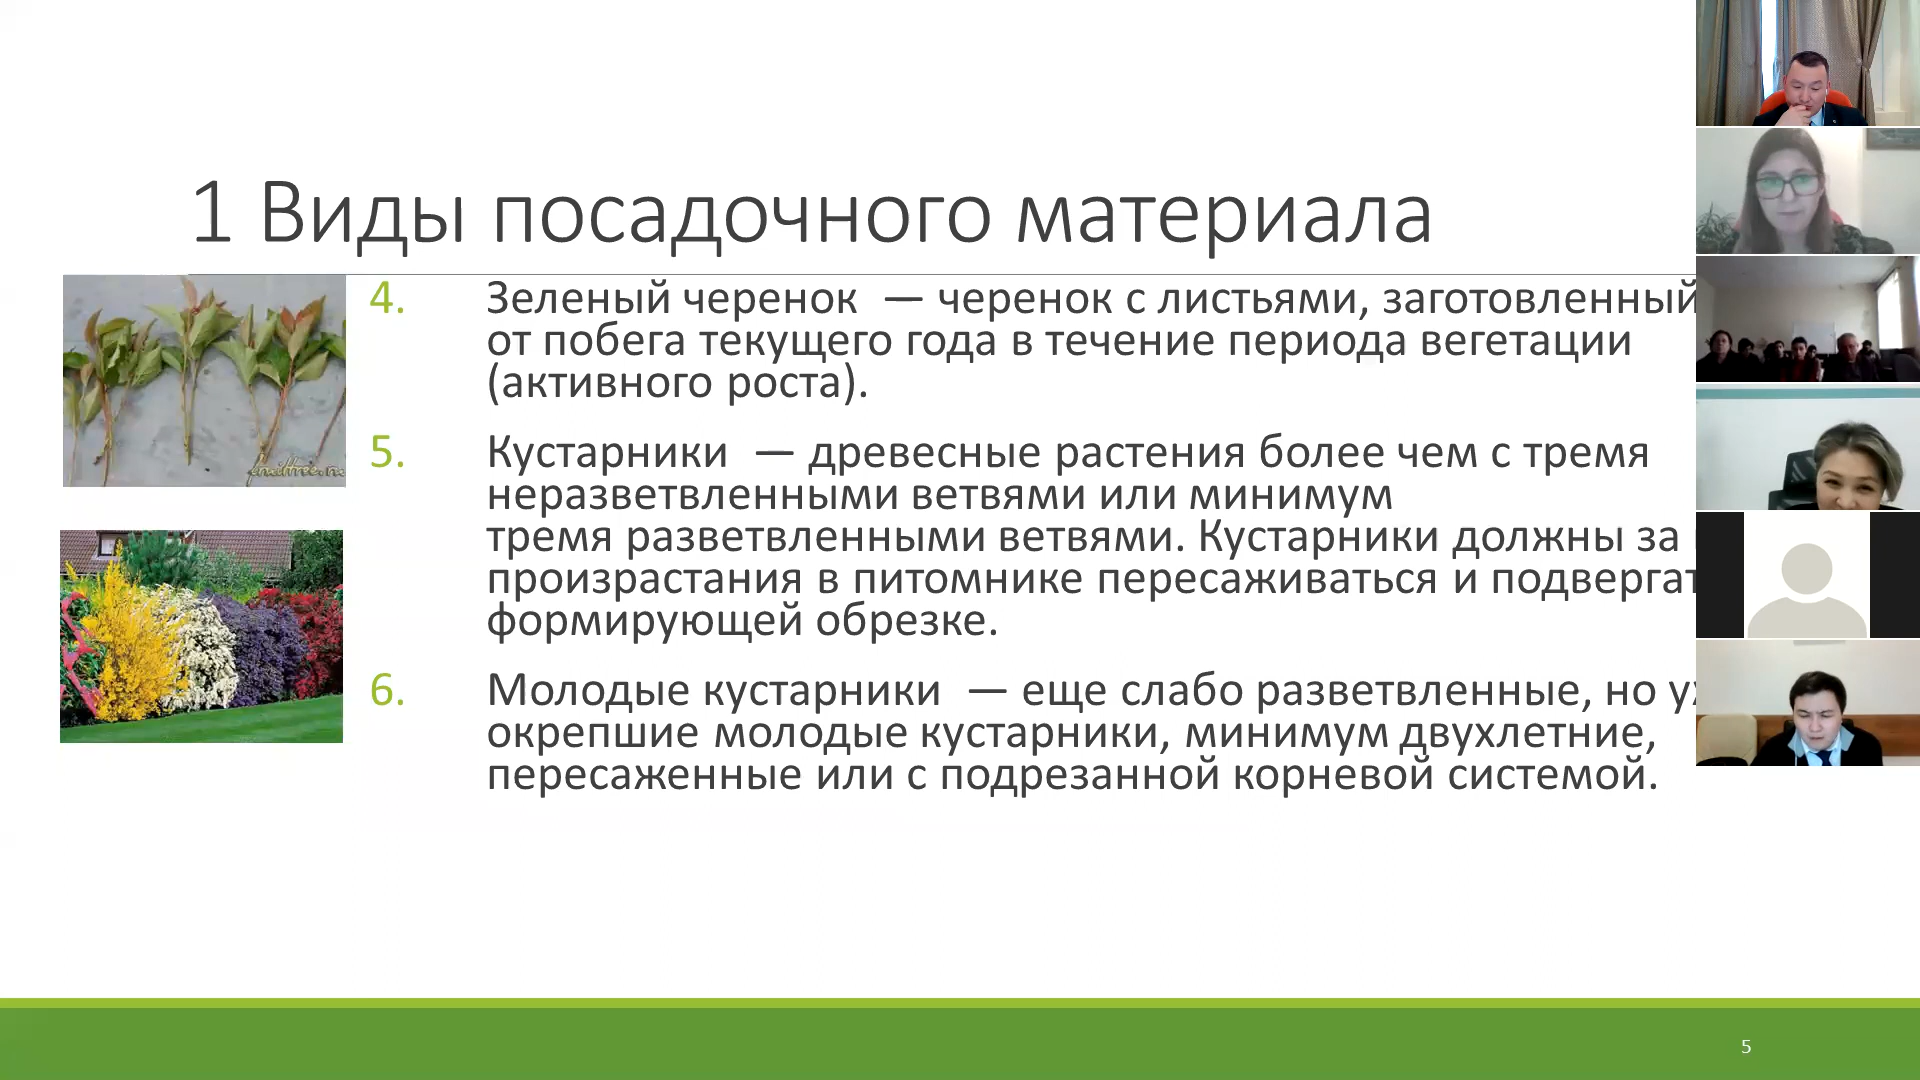 1 Виды посадочного материала
4. Зеленый черенок — черенок с листьями, заготовленный
от побега текущего года в течение периода вегетации
(активного роста).
5. Кустарники — древесные растения более чем с тремя
неразветвленными ветвями или минимум
тремя разветвленными ветвями. Кустарники должны за
произрастания в питомнике пересаживаться и
формирующей обрезке.
6. Молодые кустарники — еще слабо разветвленные, но
окрепшие молодые кустарники, минимум двухлетние,
пересаженные или с подрезанной корневой системой.
5